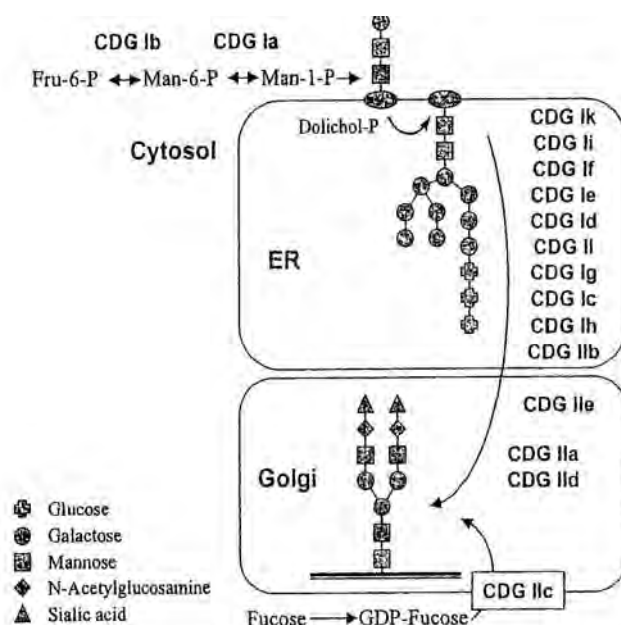 CDG Ib CDG Ia
Fru-6-P Man-6-P Man-1-P
Dolichol-P
Cytosol
ER
CDG Ik
CDG Ii
CDG If
CDG Ie
CDG Id
CDG Il
CDG Ig
CDG Ic
CDG Ih
CDG IIb
Golgi
CDG IIe
CDG IIa
CDG IId
CDG IIc
Fucose GDP-Fucose
Glucose
Galactose
Mannose
N-Acetylglucosamine
Sialic acid